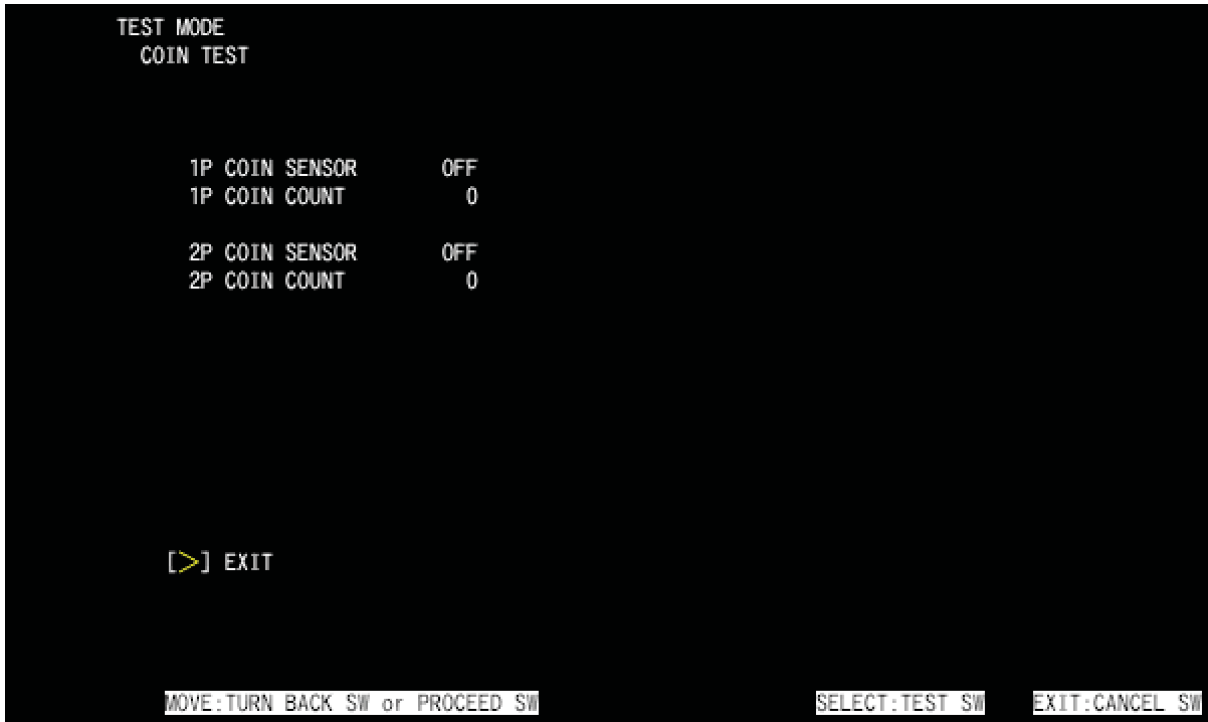 TEST MODE
COIN TEST
1P COIN SENSOR OFF
1P COIN COUNT 0
2P COIN SENSOR OFF
2P COIN COUNT 0
[>] EXIT
MOVE:TURN BACK SW or PROCEED SW SELECT:TEST SW EXIT:CANCEL SW